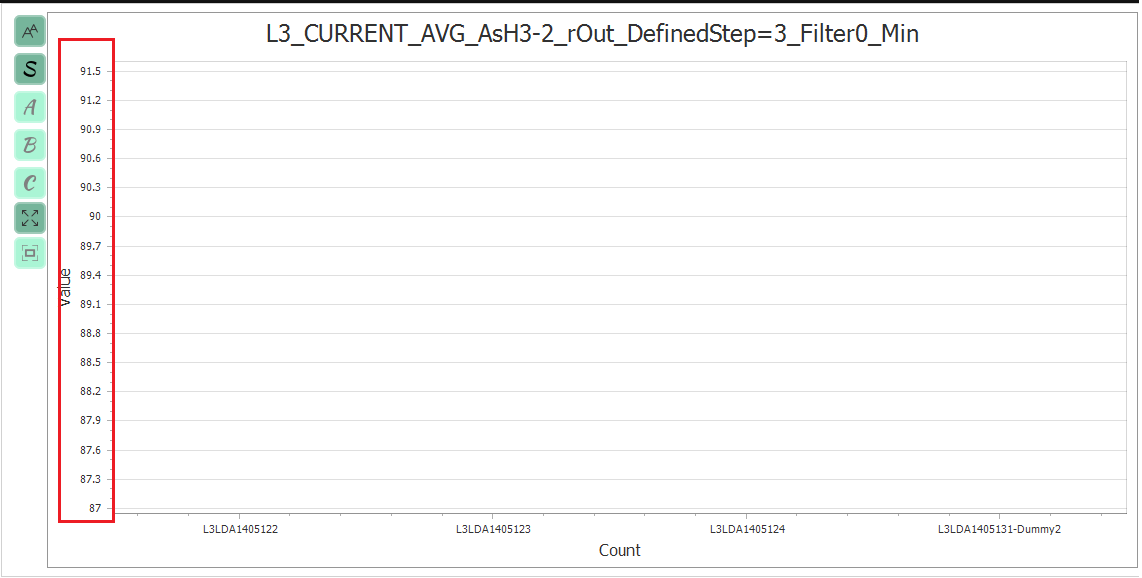 L3_CURRENT_AVG_AsH3-2_rOut_DefinedStep=3_Filter0_Min
AA
S
A
B
C
Value
91.5
91.2
90.9
90.6
90.3
90
89.7
89.4
89.1
88.8
88.5
88.2
87.9
87.6
87.3
87
L3LDA1405122
L3LDA1405123
L3LDA1405124
L3LDA1405131-Dummy2
Count